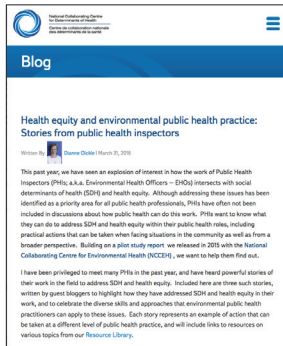 National Collaborating Centre
for Determinants of Health
Centre de collaboration nationale
des déterminants de la santé
Blog
Health equity and environmental public health practice:
Stories from public health inspectors
Written By Dianne Oickle | March 31, 2016
This past year, we have seen an explosion of interest in how the work of Public Health
Inspectors (PHIs; a.k.a. Environmental Health Officers – EHOs) intersects with social
determinants of health (SDH) and health equity. Although addressing these issues has been
identified as a priority area for all public health professionals, PHIs have often not been
included in discussions about how public health can do this work. PHIs want to know what
they can do to address SDH and health equity within their public health roles, including
practical actions that can be taken when facing situations in the community as well as from a
broader perspective. Building on a pilot study report we released in 2015 with the National
Collaborating Centre for Environmental Health (NCCEH) , we want to help them find out.
I have been privileged to meet many PHIs in the past year, and have heard powerful stories of
their work in the field to address SDH and health equity. Included here are three such stories,
written by guest bloggers to highlight how they have addressed SDH and health equity in their
work, and to celebrate the diverse skills and approaches that environmental public health
practitioners can apply to these issues. Each story represents an example of action that can
be taken at a different level of public health practice, and will include links to resources on
various topics from our Resource Library.